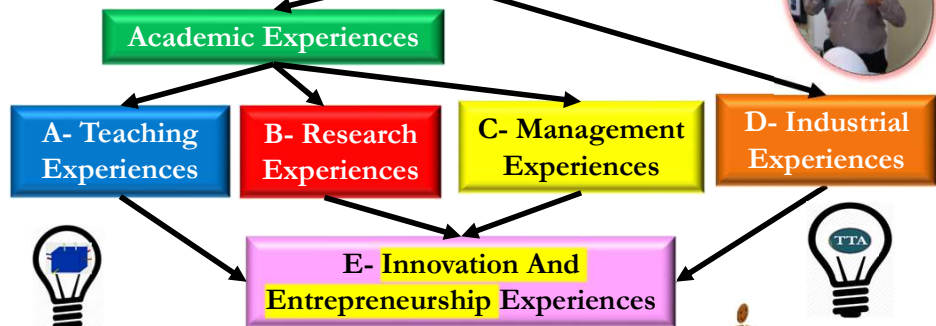 Academic Experiences
A- Teaching
Experiences
B- Research
Experiences
C- Management
Experiences
D- Industrial
Experiences
E- Innovation And
Entrepreneurship Experiences
TTA